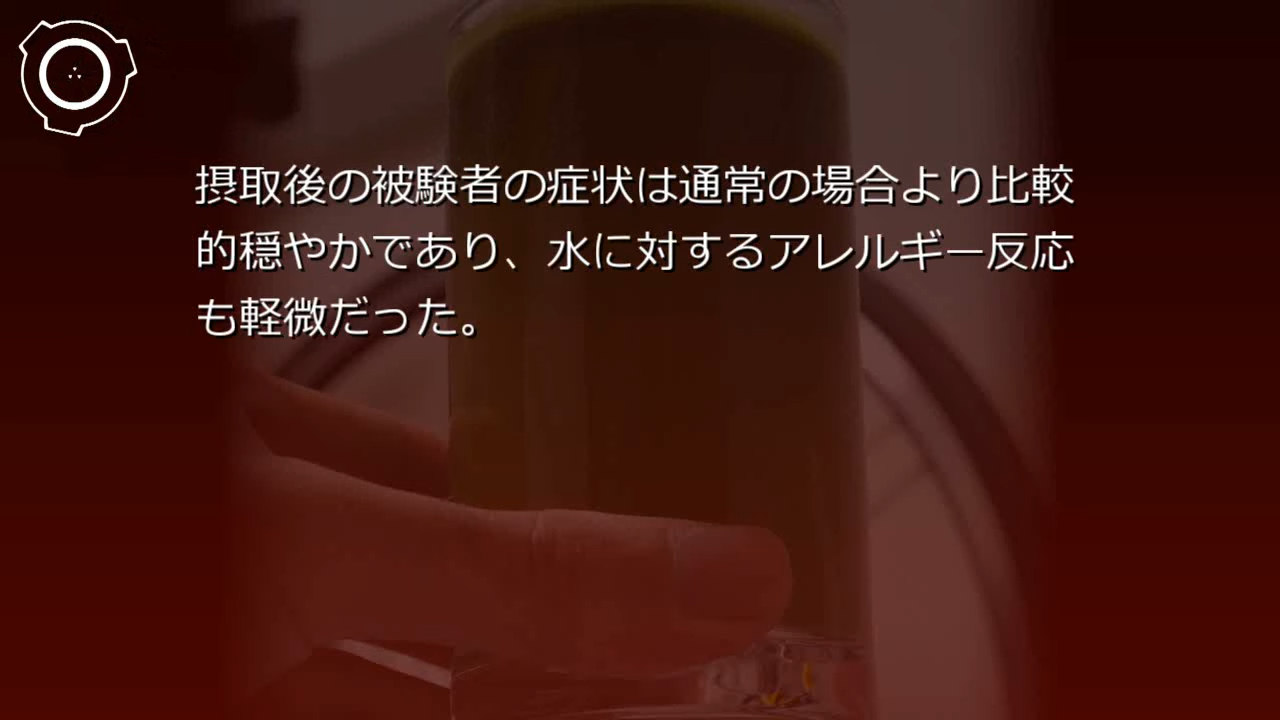 摂取後の被験者の症状は通常の場合より比較
的穏やかであり、水に対するアレルギー反応
も軽微だった。